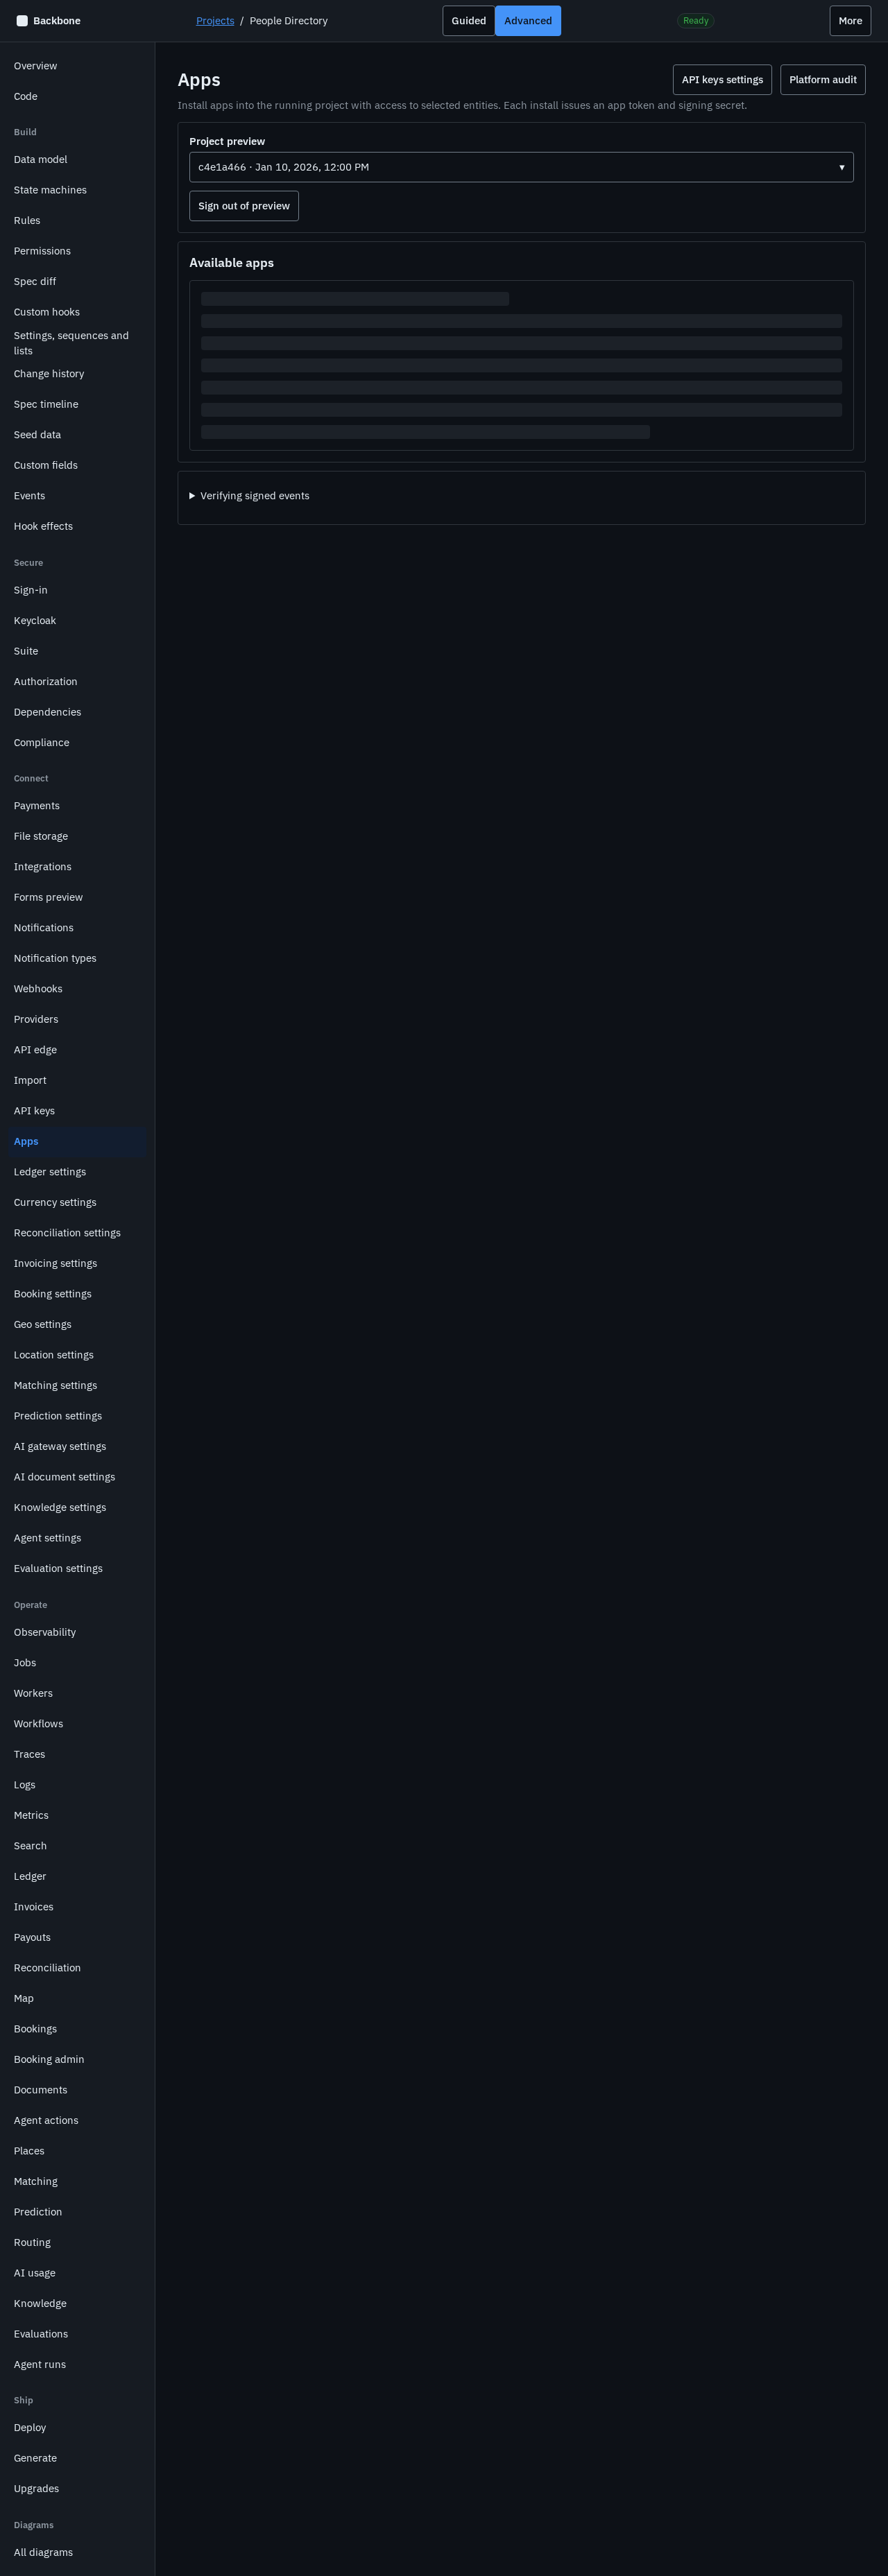 Backbone
Projects / People Directory
Guided
Advanced
Ready
More
Overview
Code
Build
Data model
State machines
Rules
Permissions
Spec diff
Custom hooks
Settings, sequences and
lists
Change history
Spec timeline
Seed data
Custom fields
Events
Hook effects
Secure
Sign-in
Keycloak
Suite
Authorization
Dependencies
Compliance
Connect
Payments
File storage
Integrations
Forms preview
Notifications
Notification types
Webhooks
Providers
API edge
Import
API keys
Apps
Ledger settings
Currency settings
Reconciliation settings
Invoicing settings
Booking settings
Geo settings
Location settings
Matching settings
Prediction settings
AI gateway settings
AI document settings
Knowledge settings
Agent settings
Evaluation settings
Operate
Observability
Jobs
Workers
Workflows
Traces
Logs
Metrics
Search
Ledger
Invoices
Payouts
Reconciliation
Map
Bookings
Booking admin
Documents
Agent actions
Places
Matching
Prediction
Routing
AI usage
Knowledge
Evaluations
Agent runs
Ship
Deploy
Generate
Upgrades
Diagrams
All diagrams
Apps
API keys settings
Platform audit
Install apps into the running project with access to selected entities. Each install issues an app token and signing secret.
Project preview
c4e1a466 · Jan 10, 2026, 12:00 PM
Sign out of preview
Available apps
Verifying signed events